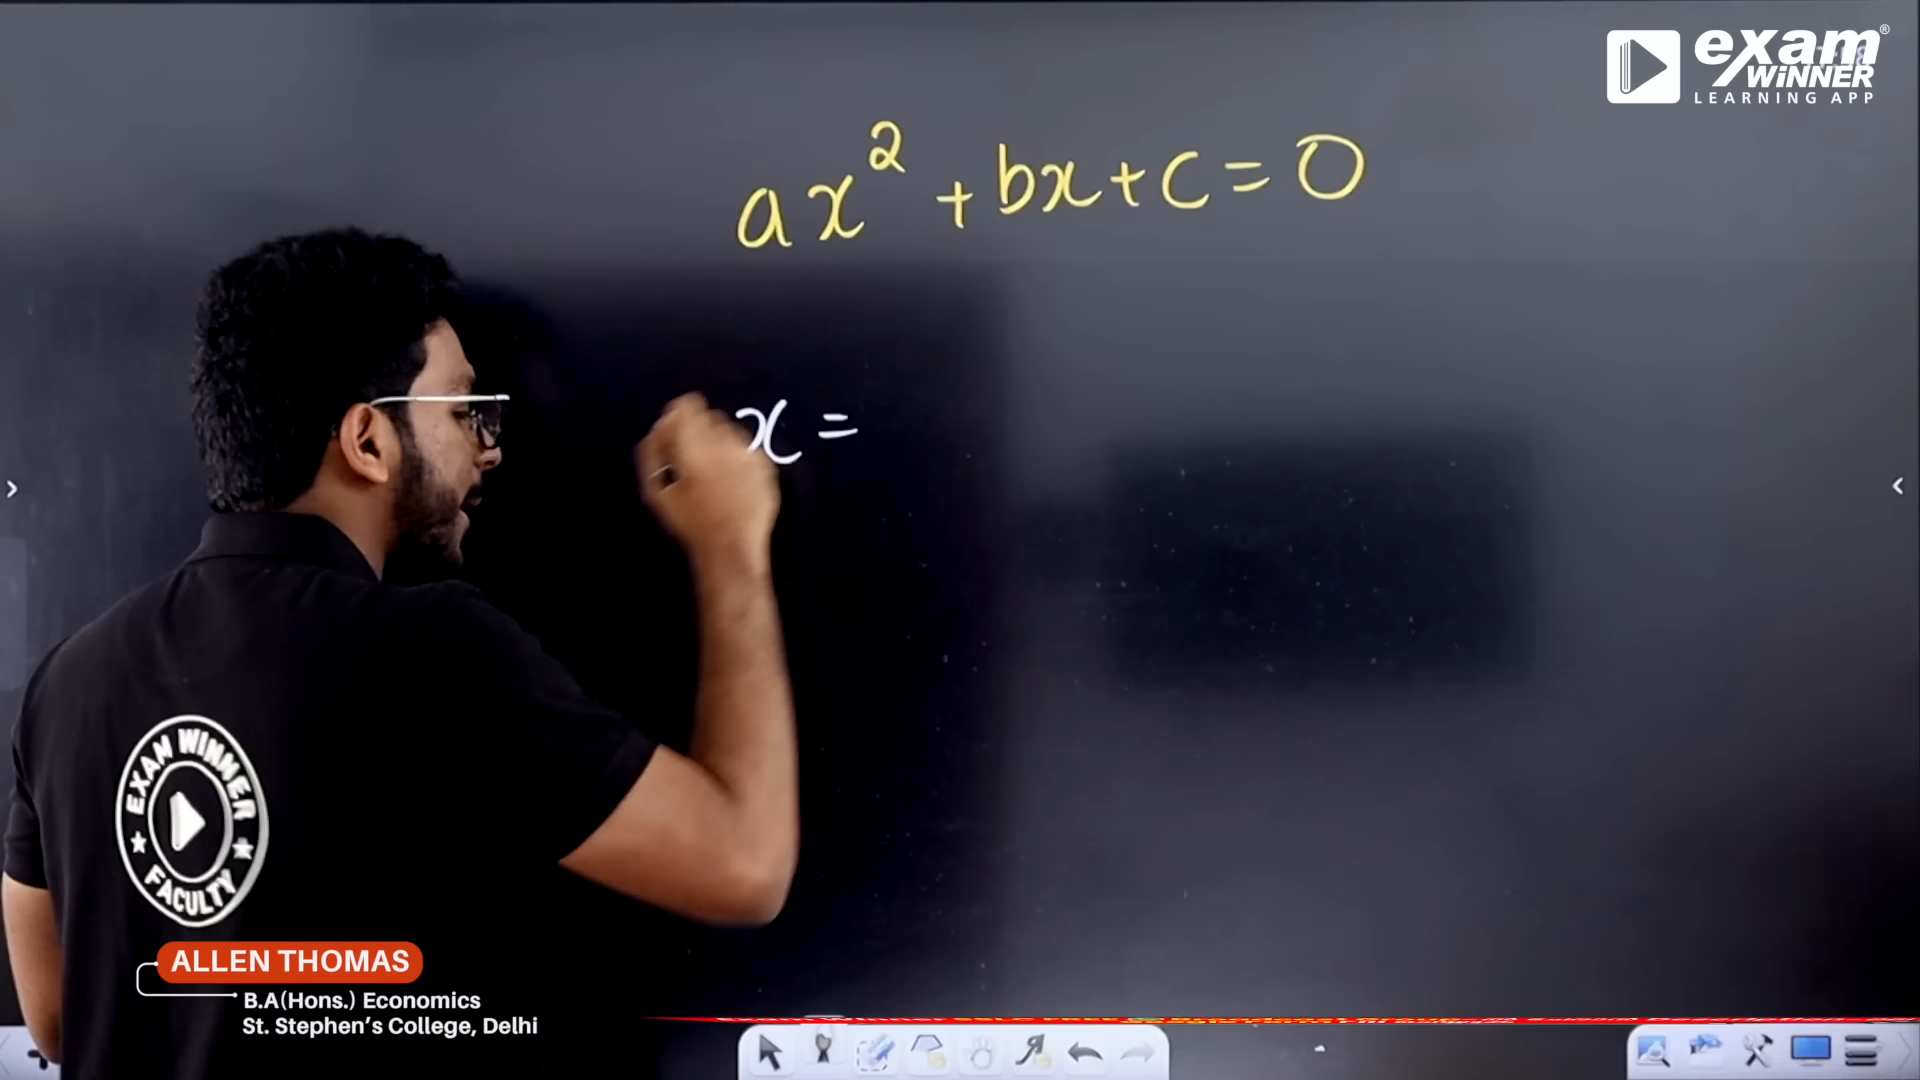 exam®
WiNNER
LEARNING APP
ax² + bx + c = 0
x =
EXAM WINNER
FACULTY
ALLEN THOMAS
B.A(Hons.) Economics
St. Stephen's College, Delhi